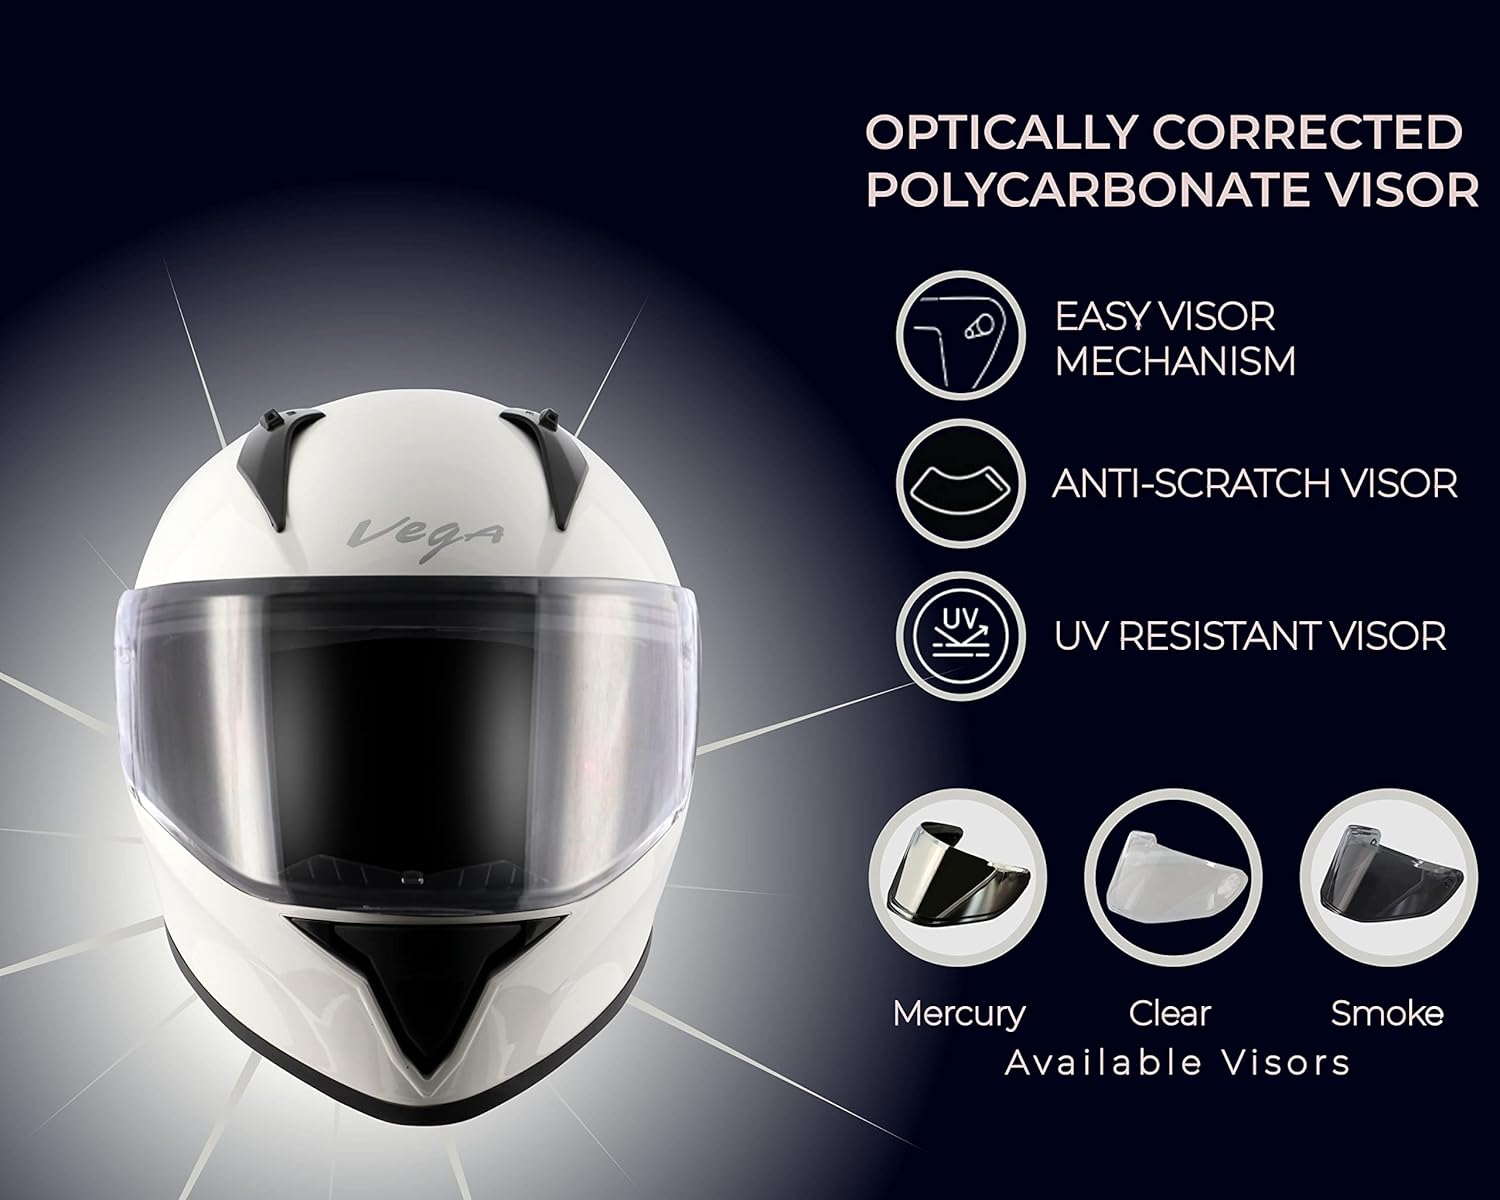 OPTICALLY CORRECTED
POLYCARBONATE VISOR
EASY VISOR
MECHANISM
ANTI-SCRATCH VISOR
UV
UV RESISTANT VISOR
Vega
Mercury
Clear
Smoke
Available Visors